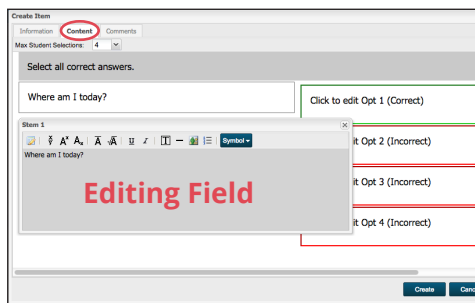 Create Item
Information Content Comments
Max Student Selections: 4
Select all correct answers.
Where am I today?
Click to edit Opt 1 (Correct)
Stem 1
it Opt 2 (Incorrect)
Symbol
Where am I today?
Editing Field
it Opt 3 (Incorrect)
it Opt 4 (Incorrect)
Create Canc